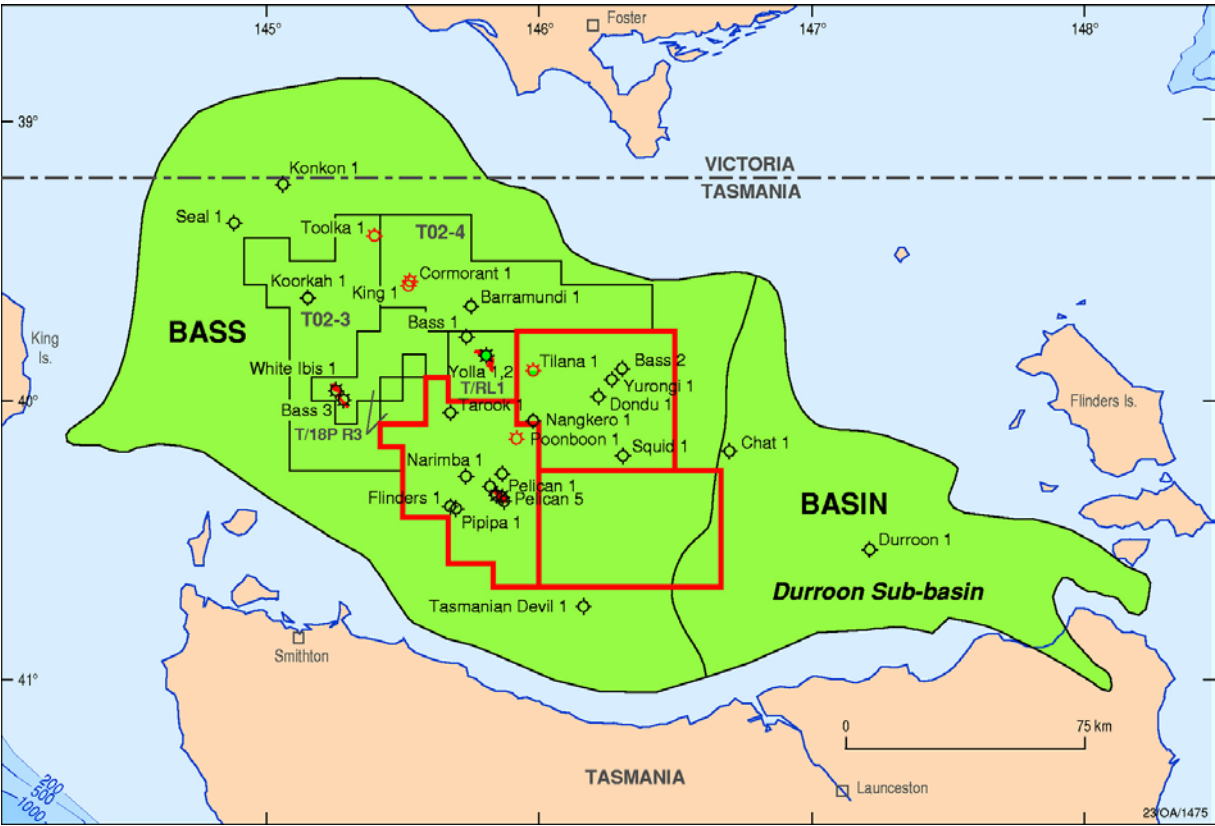 145°
146°
Foster
147°
148°
39°
VICTORIA
TASMANIA
Konkon 1
Seal 1
Toolka 1
T02-4
Cormorant 1
Koorkah 1
King 1
Barramundi 1
T02-3
Bass 1
BASS
King
Is.
White Ibis 1
Yolla 1,2
Tilana 1
Bass 2
Yurongi 1
T/RL1
Dondu 1
40°
Bass 3
Tarook 1
Flinders Is.
Nangkero 1
T/18P R3
Poonboon 1
Squid 1
Chat 1
Narimba 1
Pelican 1
Flinders 1
Pelican 5
BASIN
Pipipa 1
Durroon 1
Durroon Sub-basin
Tasmanian Devil 1
Smithton
41°
0
75 km
TASMANIA
Launceston
200
500
1000
23/OA/1475